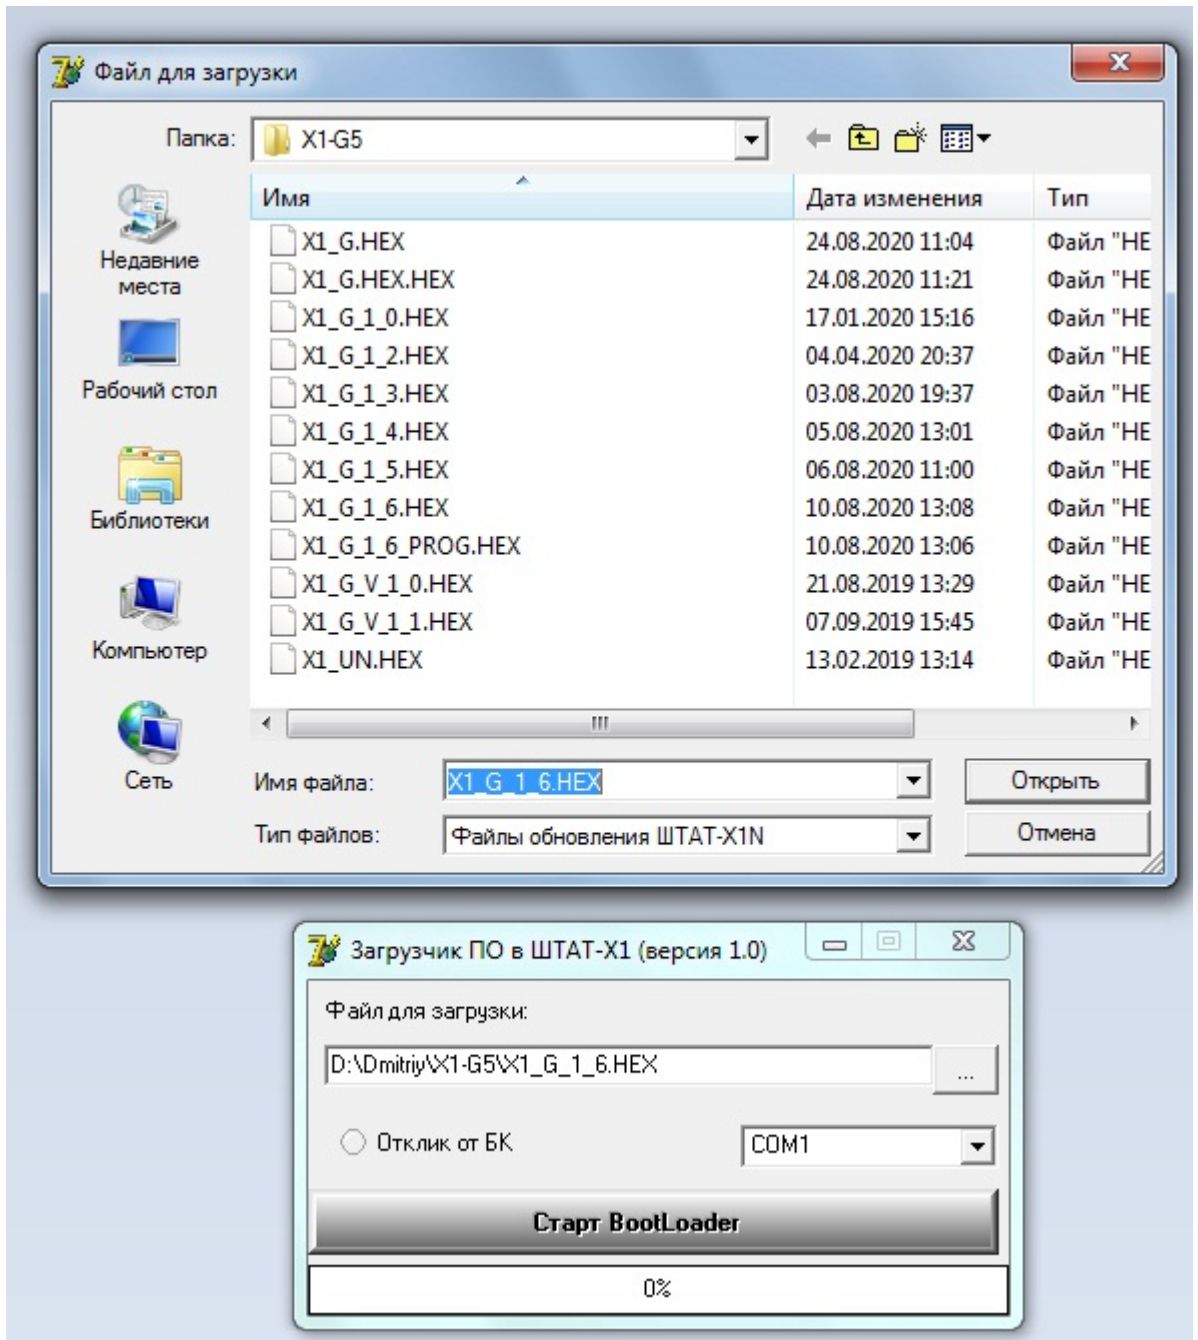 Файл для загрузки
Папка: X1-G5
Имя Дата изменения Тип
X1_G.HEX 24.08.2020 11:04 Файл "HE
X1_G.HEX.HEX 24.08.2020 11:21 Файл "HE
X1_G_1_0.HEX 17.01.2020 15:16 Файл "HE
X1_G_1_2.HEX 04.04.2020 20:37 Файл "HE
X1_G_1_3.HEX 03.08.2020 19:37 Файл "HE
X1_G_1_4.HEX 05.08.2020 13:01 Файл "HE
X1_G_1_5.HEX 06.08.2020 11:00 Файл "HE
X1_G_1_6.HEX 10.08.2020 13:08 Файл "HE
X1_G_1_6_PROG.HEX 10.08.2020 13:06 Файл "HE
X1_G_V_1_0.HEX 21.08.2019 13:29 Файл "HE
X1_G_V_1_1.HEX 07.09.2019 15:45 Файл "HE
X1_UN.HEX 13.02.2019 13:14 Файл "HE
Недавние
места
Рабочий стол
Библиотеки
Компьютер
Сеть
Имя файла: X1_G_1_6.HEX Открыть
Тип файлов: Файлы обновления ШТАТ-X1N Отмена
Загрузчик ПО в ШТАТ-X1 (версия 1.0)
Файл для загрузки:
D:\Dmitriy\X1-G5\X1_G_1_6.HEX ...
Отклик от БК COM1
Старт BootLoader
0%